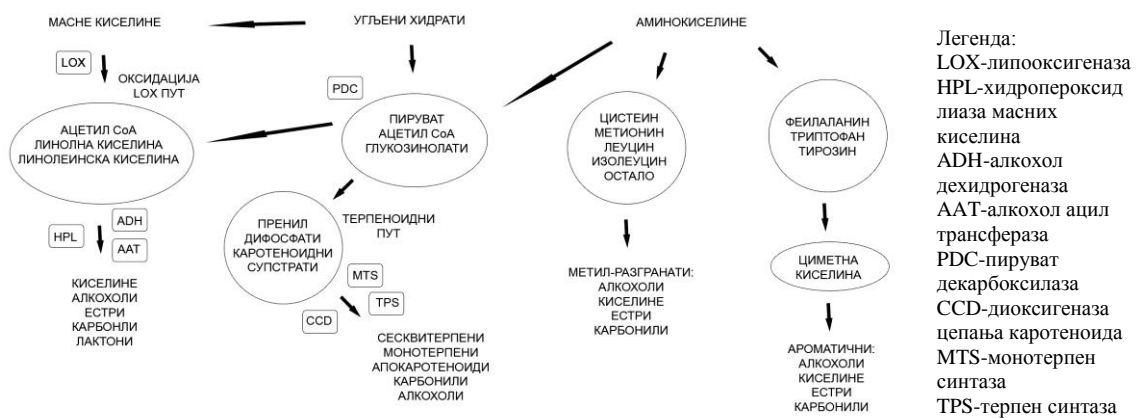 МАСНЕ КИСЕЛИНЕ
УГЉЕНИ ХИДРАТИ
АМИНОКИСЕЛИНЕ
LOX
ОКСИДАЦИЈА
LOX ПУТ
PDC
АЦЕТИЛ CoA
ЛИНОЛНА КИСЕЛИНА
ЛИНОЛЕИНСКА КИСЕЛИНА
ПИРУВАТ
АЦЕТИЛ CoA
ГЛУКОЗИНОЛАТИ
ЦИСТЕИН
МЕТИОНИН
ЛЕУЦИН
ИЗОЛЕУЦИН
ОСТАЛО
ФЕИЛАЛАНИН
ТРИПТОФАН
ТИРОЗИН
HPL
ADH
AAT
КИСЕЛИНЕ
АЛКОХОЛИ
ЕСТРИ
КАРБОНЛИ
ЛАКТОНИ
ПРЕНИЛ
ДИФОСФАТИ
КАРОТЕНОИДНИ
СУПСТРАТИ
ТЕРПЕНОИДНИ
ПУТ
MTS
TPS
CCD
СЕСКВИТЕРПЕНИ
МОНОТЕРПЕНИ
АПОКАРОТЕНОИДИ
КАРБОНИЛИ
АЛКОХОЛИ
МЕТИЛ-РАЗГРАНАТИ:
АЛКОХОЛИ
КИСЕЛИНЕ
ЕСТРИ
КАРБОНИЛИ
ЦИМЕТНА
КИСЕЛИНА
АРОМАТИЧНИ:
АЛКОХОЛИ
КИСЕЛИНЕ
ЕСТРИ
КАРБОНИЛИ
Легенда:
LOX-липооксигеназа
HPL-хидропероксид
лиаза масних
киселина
ADH-алкохол
дехидрогеназа
AAT-алкохол ацил
трансфераза
PDC-пируват
декарбоксилаза
CCD-диоксигеназа
цепања каротеноида
MTS-монотерпен
синтаза
TPS-терпен синтаза